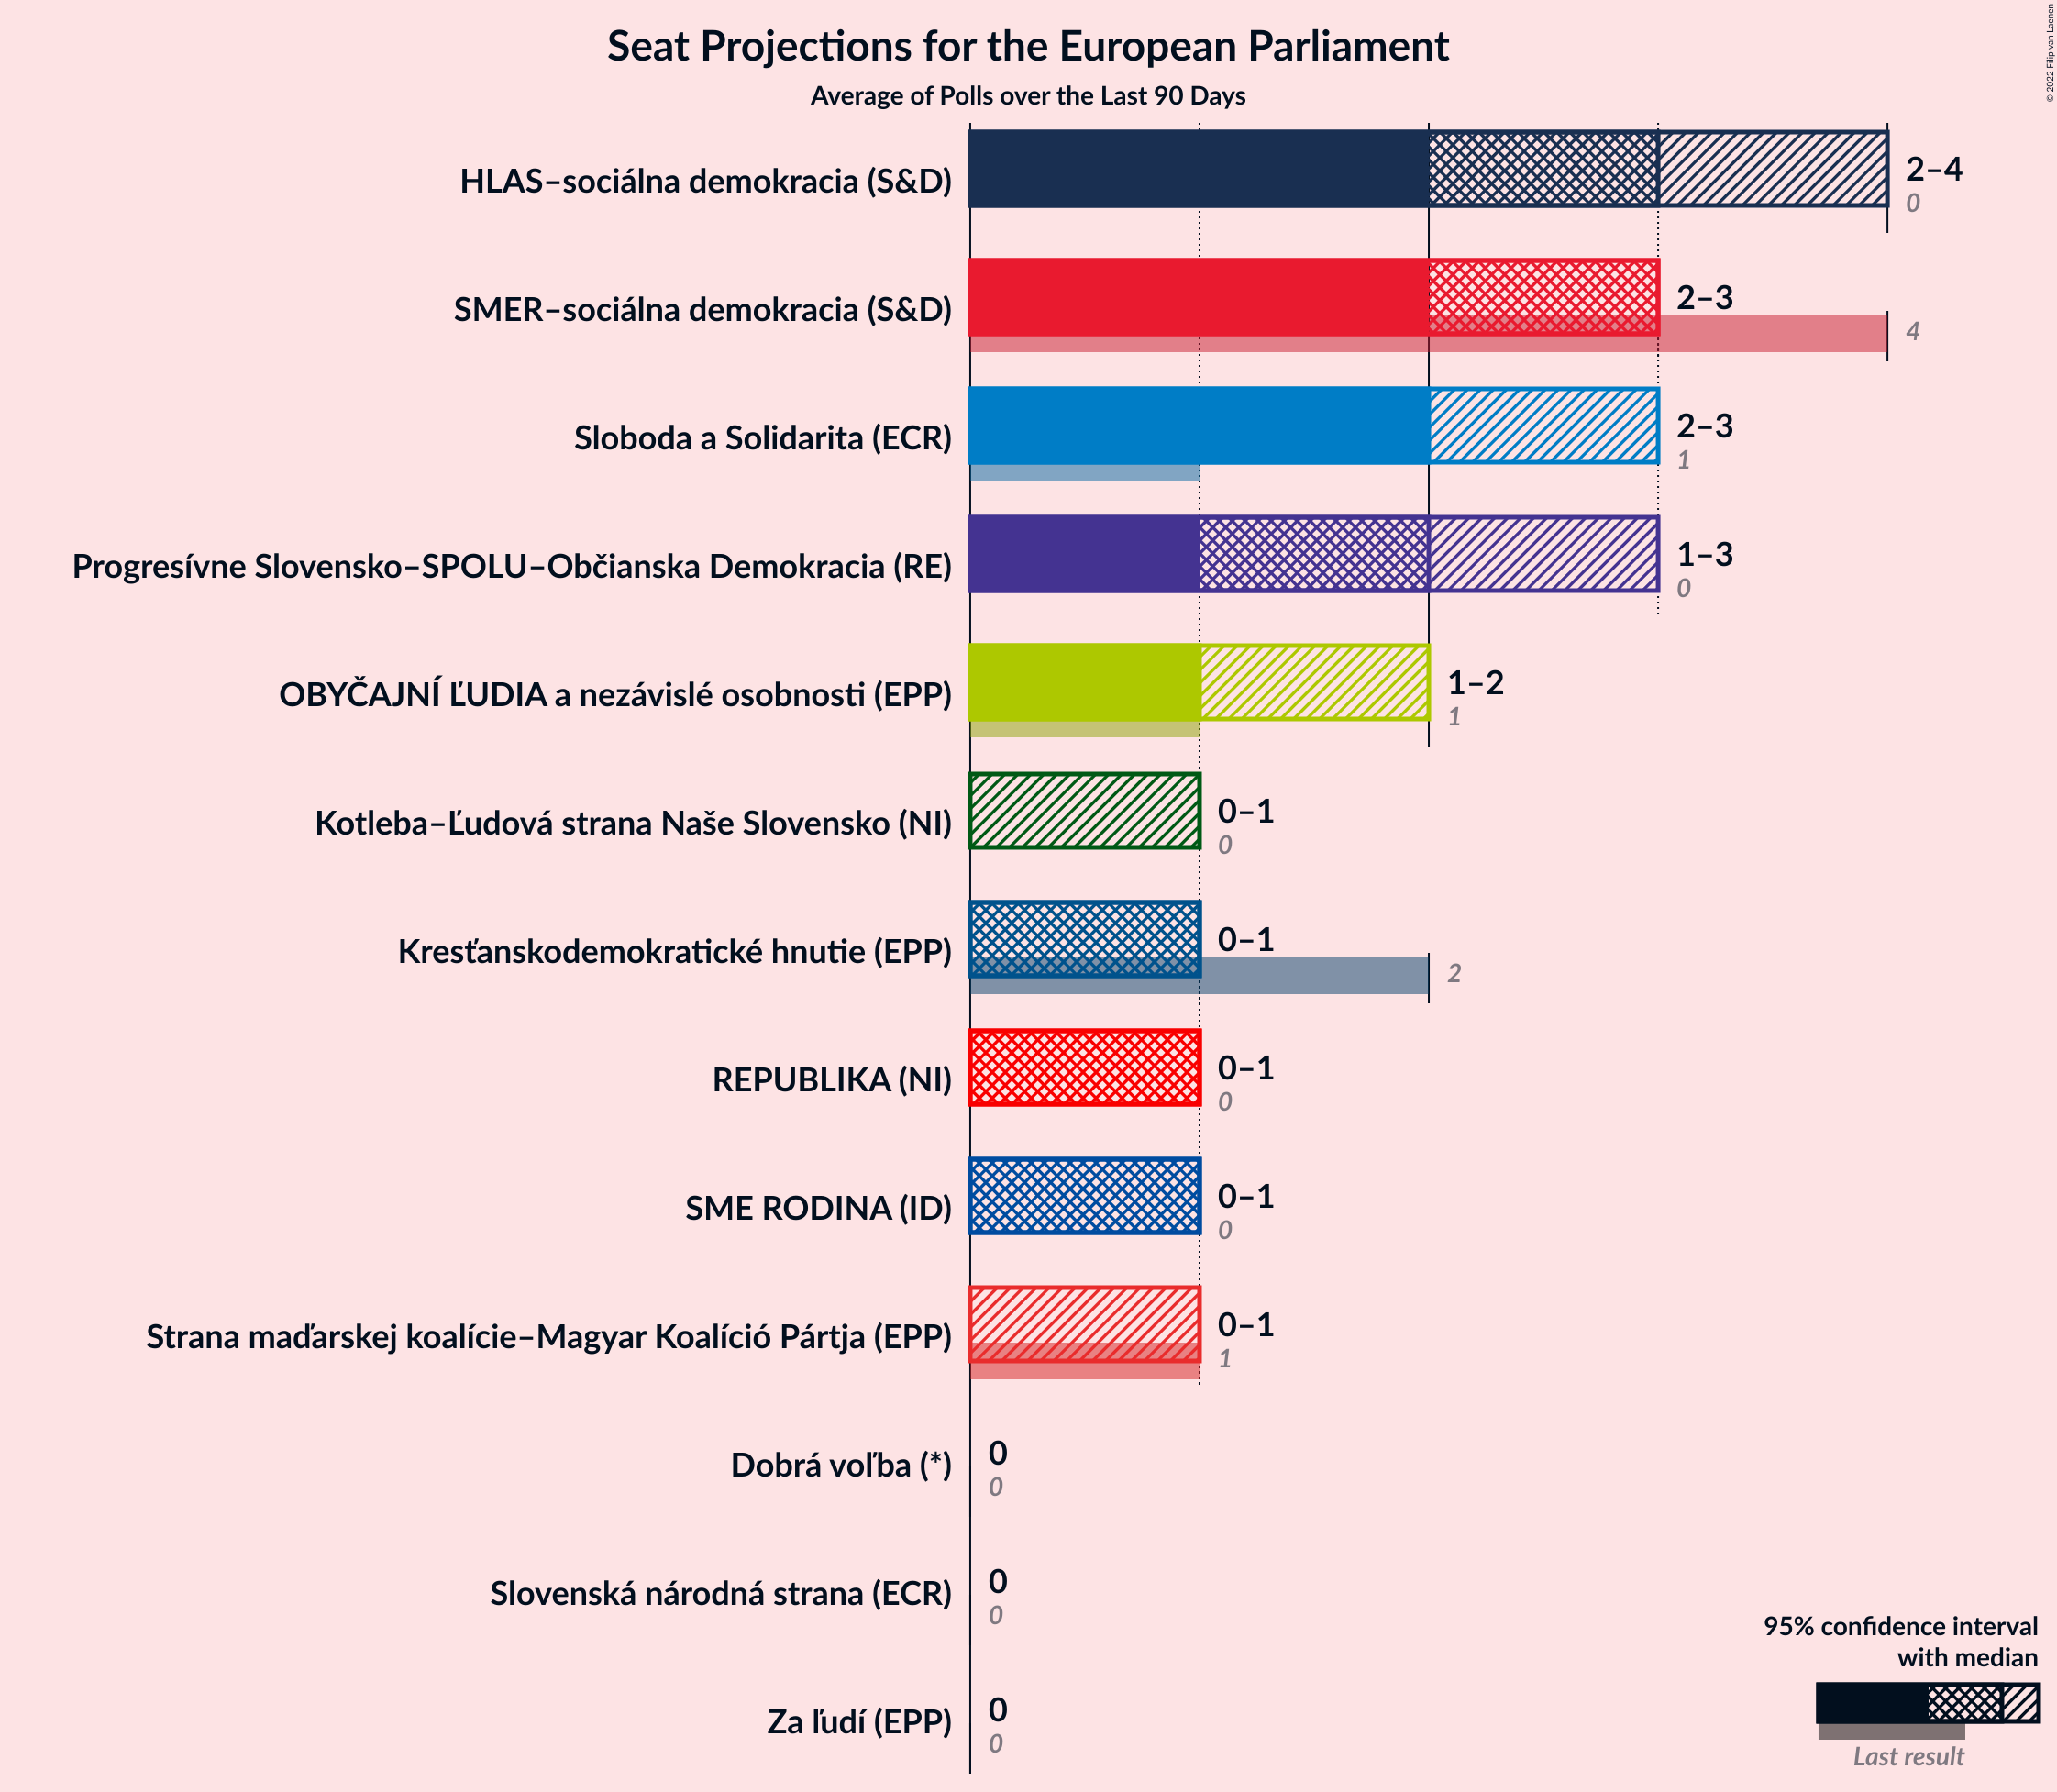 Seat Projections for the European Parliament
Average of Polls over the Last 90 Days
© 2022 Filip van Laenen
HLAS–sociálna demokracia (S&D)
2–4
0
SMER–sociálna demokracia (S&D)
2–3
4
Sloboda a Solidarita (ECR)
2–3
1
Progresívne Slovensko–SPOLU–Občianska Demokracia (RE)
1–3
0
OBYČAJNÍ ĽUDIA a nezávislé osobnosti (EPP)
1–2
1
Kotleba–Ľudová strana Naše Slovensko (NI)
0–1
0
Kresťanskodemokratické hnutie (EPP)
0–1
2
REPUBLIKA (NI)
0–1
0
SME RODINA (ID)
0–1
0
Strana maďarskej koalície–Magyar Koalíció Pártja (EPP)
0–1
1
Dobrá voľba (*)
0
0
Slovenská národná strana (ECR)
0
0
Za ľudí (EPP)
0
0
95% confidence interval
with median
Last result